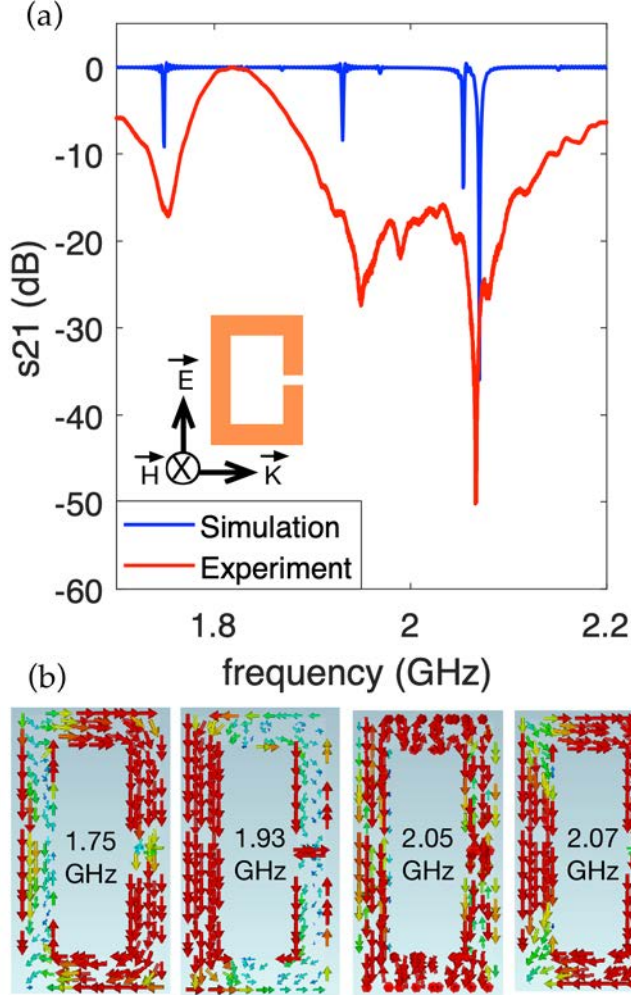 (a)
0
-10
-20
-30
-40
-50
-60
s21 (dB)
E
H
X
K
Simulation
Experiment
1.8
2
2.2
frequency (GHz)
(b)
1.75
GHz
1.93
GHz
2.05
GHz
2.07
GHz